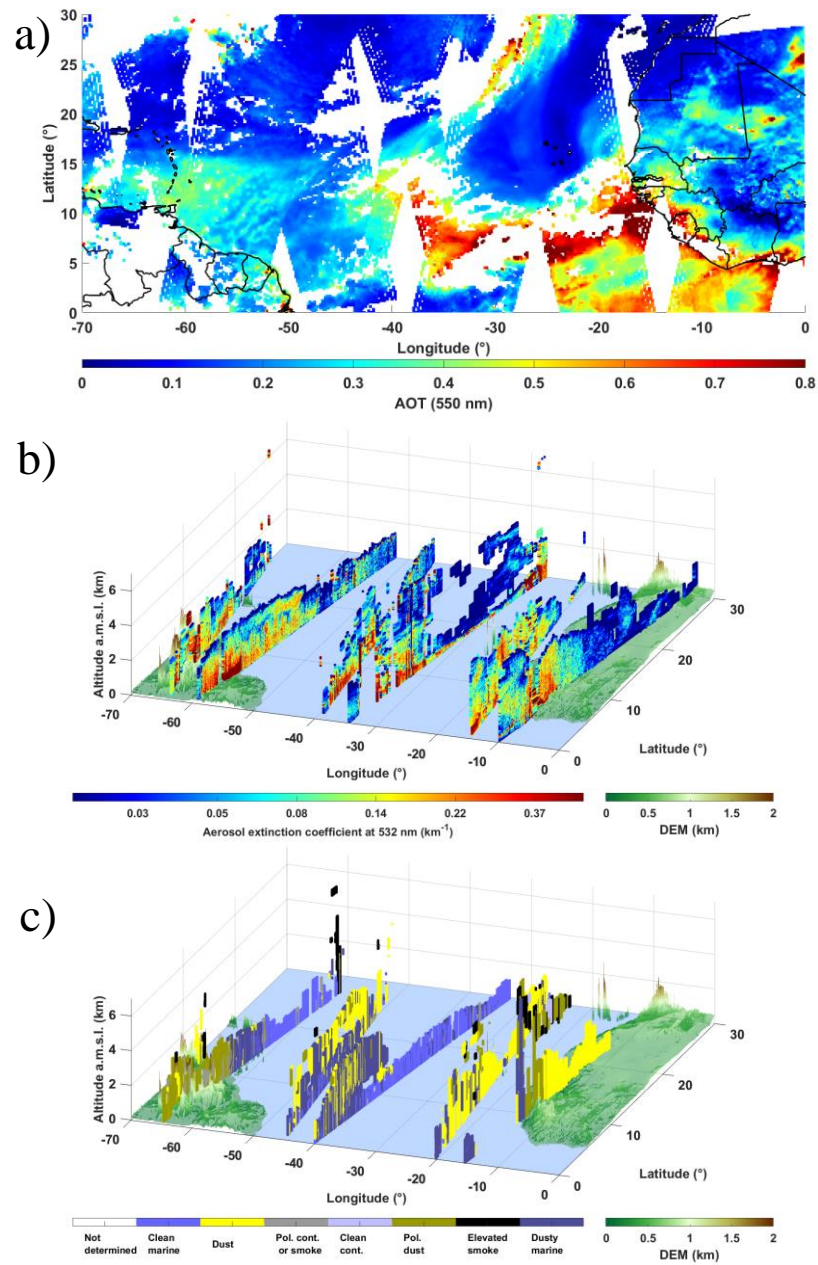 a)
30
25
20
15
10
5
0
Latitude (°)
-70 -60 -50 -40 -30 -20 -10 0
Longitude (°)
0 0.1 0.2 0.3 0.4 0.5 0.6 0.7 0.8
AOT (550 nm)
b)
Altitude a.m.s.l. (km)
6
4
2
0
-70 -60 -50 -40 -30 -20 -10 0
Longitude (°)
0 10 20 30
Latitude (°)
0.03 0.05 0.08 0.14 0.22 0.37
Aerosol extinction coefficient at 532 nm (km⁻¹)
0 0.5 1 1.5 2
DEM (km)
c)
Altitude a.m.s.l. (km)
6
4
2
0
-70 -60 -50 -40 -30 -20 -10 0
Longitude (°)
0 10 20 30
Latitude (°)
Not determined
Clean marine
Dust
Pol. cont. or smoke
Clean cont.
Pol. dust
Elevated smoke
Dusty marine
0 0.5 1 1.5 2
DEM (km)